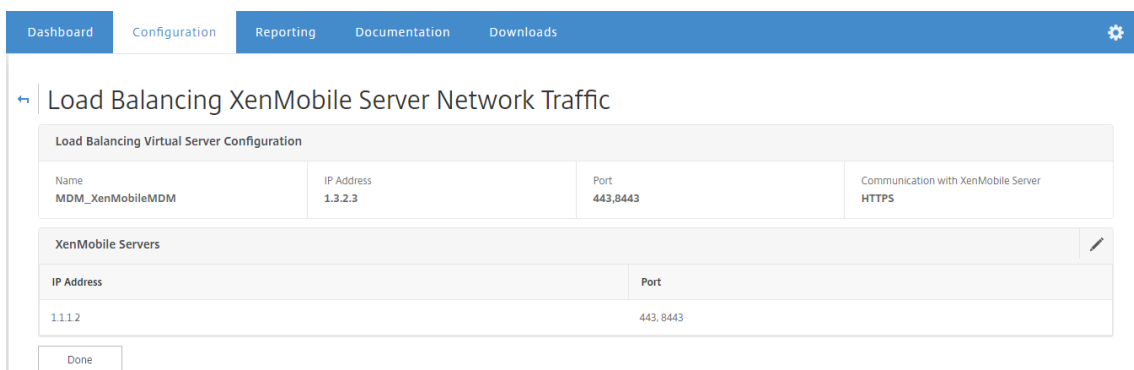 Dashboard Configuration Reporting Documentation Downloads
Load Balancing XenMobile Server Network Traffic
Load Balancing Virtual Server Configuration
Name IP Address Port Communication with XenMobile Server
MDM_XenMobileMDM 1.3.2.3 443,8443 HTTPS
XenMobile Servers
IP Address Port
1.1.1.2 443, 8443
Done